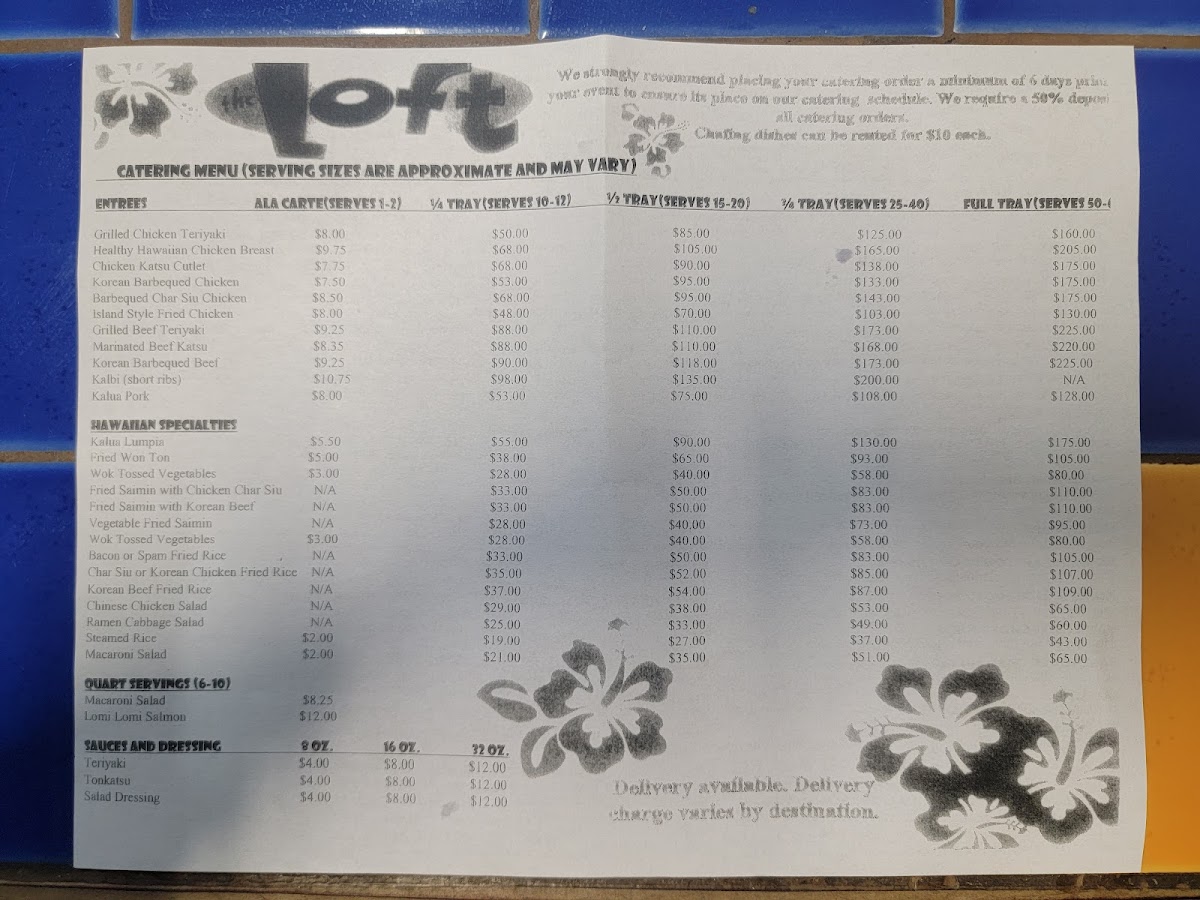 the Loft
We strongly recommend placing your catering order a minimum of 6 days prior
your event to ensure its place on our catering schedule. We require a 50% deposi
all catering orders.
Chafing dishes can be rented for $10 each.
CATERING MENU (SERVING SIZES ARE APPROXIMATE AND MAY VARY)
ENTREES ALA CARTE(SERVES 1-2) ¼ TRAY(SERVES 10-12) ½ TRAY(SERVES 15-20) ¾ TRAY(SERVES 25-40) FULL TRAY(SERVES 50-
Grilled Chicken Teriyaki $8.00 $50.00 $85.00 $125.00 $160.00
Healthy Hawaiian Chicken Breast $9.75 $68.00 $105.00 $165.00 $205.00
Chicken Katsu Cutlet $7.75 $68.00 $90.00 $138.00 $175.00
Korean Barbequed Chicken $7.50 $53.00 $95.00 $133.00 $175.00
Barbequed Char Siu Chicken $8.50 $68.00 $95.00 $143.00 $175.00
Island Style Fried Chicken $8.00 $48.00 $70.00 $103.00 $130.00
Grilled Beef Teriyaki $9.25 $88.00 $110.00 $173.00 $225.00
Marinated Beef Katsu $8.35 $88.00 $110.00 $168.00 $220.00
Korean Barbequed Beef $9.25 $90.00 $118.00 $173.00 $225.00
Kalbi (short ribs) $10.75 $98.00 $135.00 $200.00 N/A
Kalua Pork $8.00 $53.00 $75.00 $108.00 $128.00
HAWAIIAN SPECIALTIES
Kalua Lumpia $5.50 $55.00 $90.00 $130.00 $175.00
Fried Won Ton $5.00 $38.00 $65.00 $93.00 $105.00
Wok Tossed Vegetables $3.00 $28.00 $40.00 $58.00 $80.00
Fried Saimin with Chicken Char Siu N/A $33.00 $50.00 $83.00 $110.00
Fried Saimin with Korean Beef N/A $33.00 $50.00 $83.00 $110.00
Vegetable Fried Saimin N/A $28.00 $40.00 $73.00 $95.00
Wok Tossed Vegetables $3.00 $28.00 $40.00 $58.00 $80.00
Bacon or Spam Fried Rice N/A $33.00 $50.00 $83.00 $105.00
Char Siu or Korean Chicken Fried Rice N/A $35.00 $52.00 $85.00 $107.00
Korean Beef Fried Rice N/A $37.00 $54.00 $87.00 $109.00
Chinese Chicken Salad N/A $29.00 $38.00 $53.00 $65.00
Ramen Cabbage Salad N/A $25.00 $33.00 $49.00 $60.00
Steamed Rice $2.00 $19.00 $27.00 $37.00 $43.00
Macaroni Salad $2.00 $21.00 $35.00 $51.00 $65.00
QUART SERVINGS (6-10)
Macaroni Salad $8.25
Lomi Lomi Salmon $12.00
SAUCES AND DRESSING 8 OZ. 16 OZ. 32 OZ.
Teriyaki $4.00 $8.00 $12.00
Tonkatsu $4.00 $8.00 $12.00
Salad Dressing $4.00 $8.00 $12.00
Delivery available. Delivery
charge varies by destination.